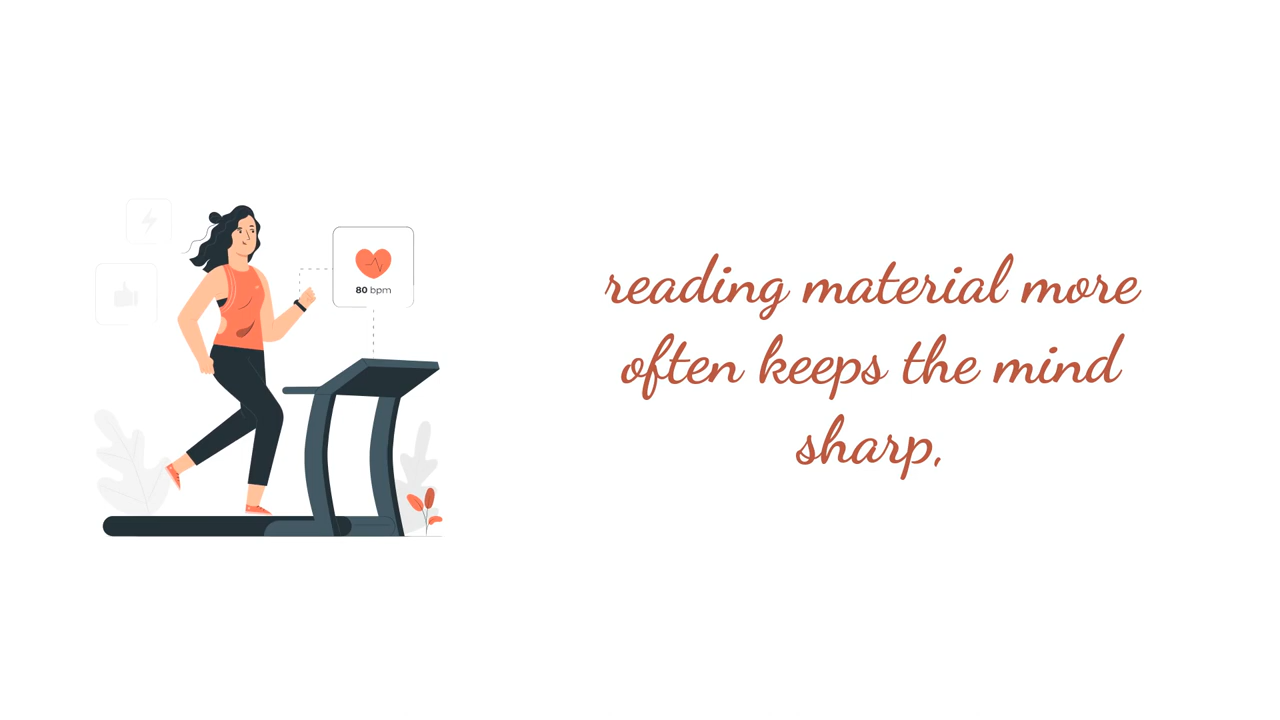 80 bpm
reading material more
often keeps the mind
sharp,